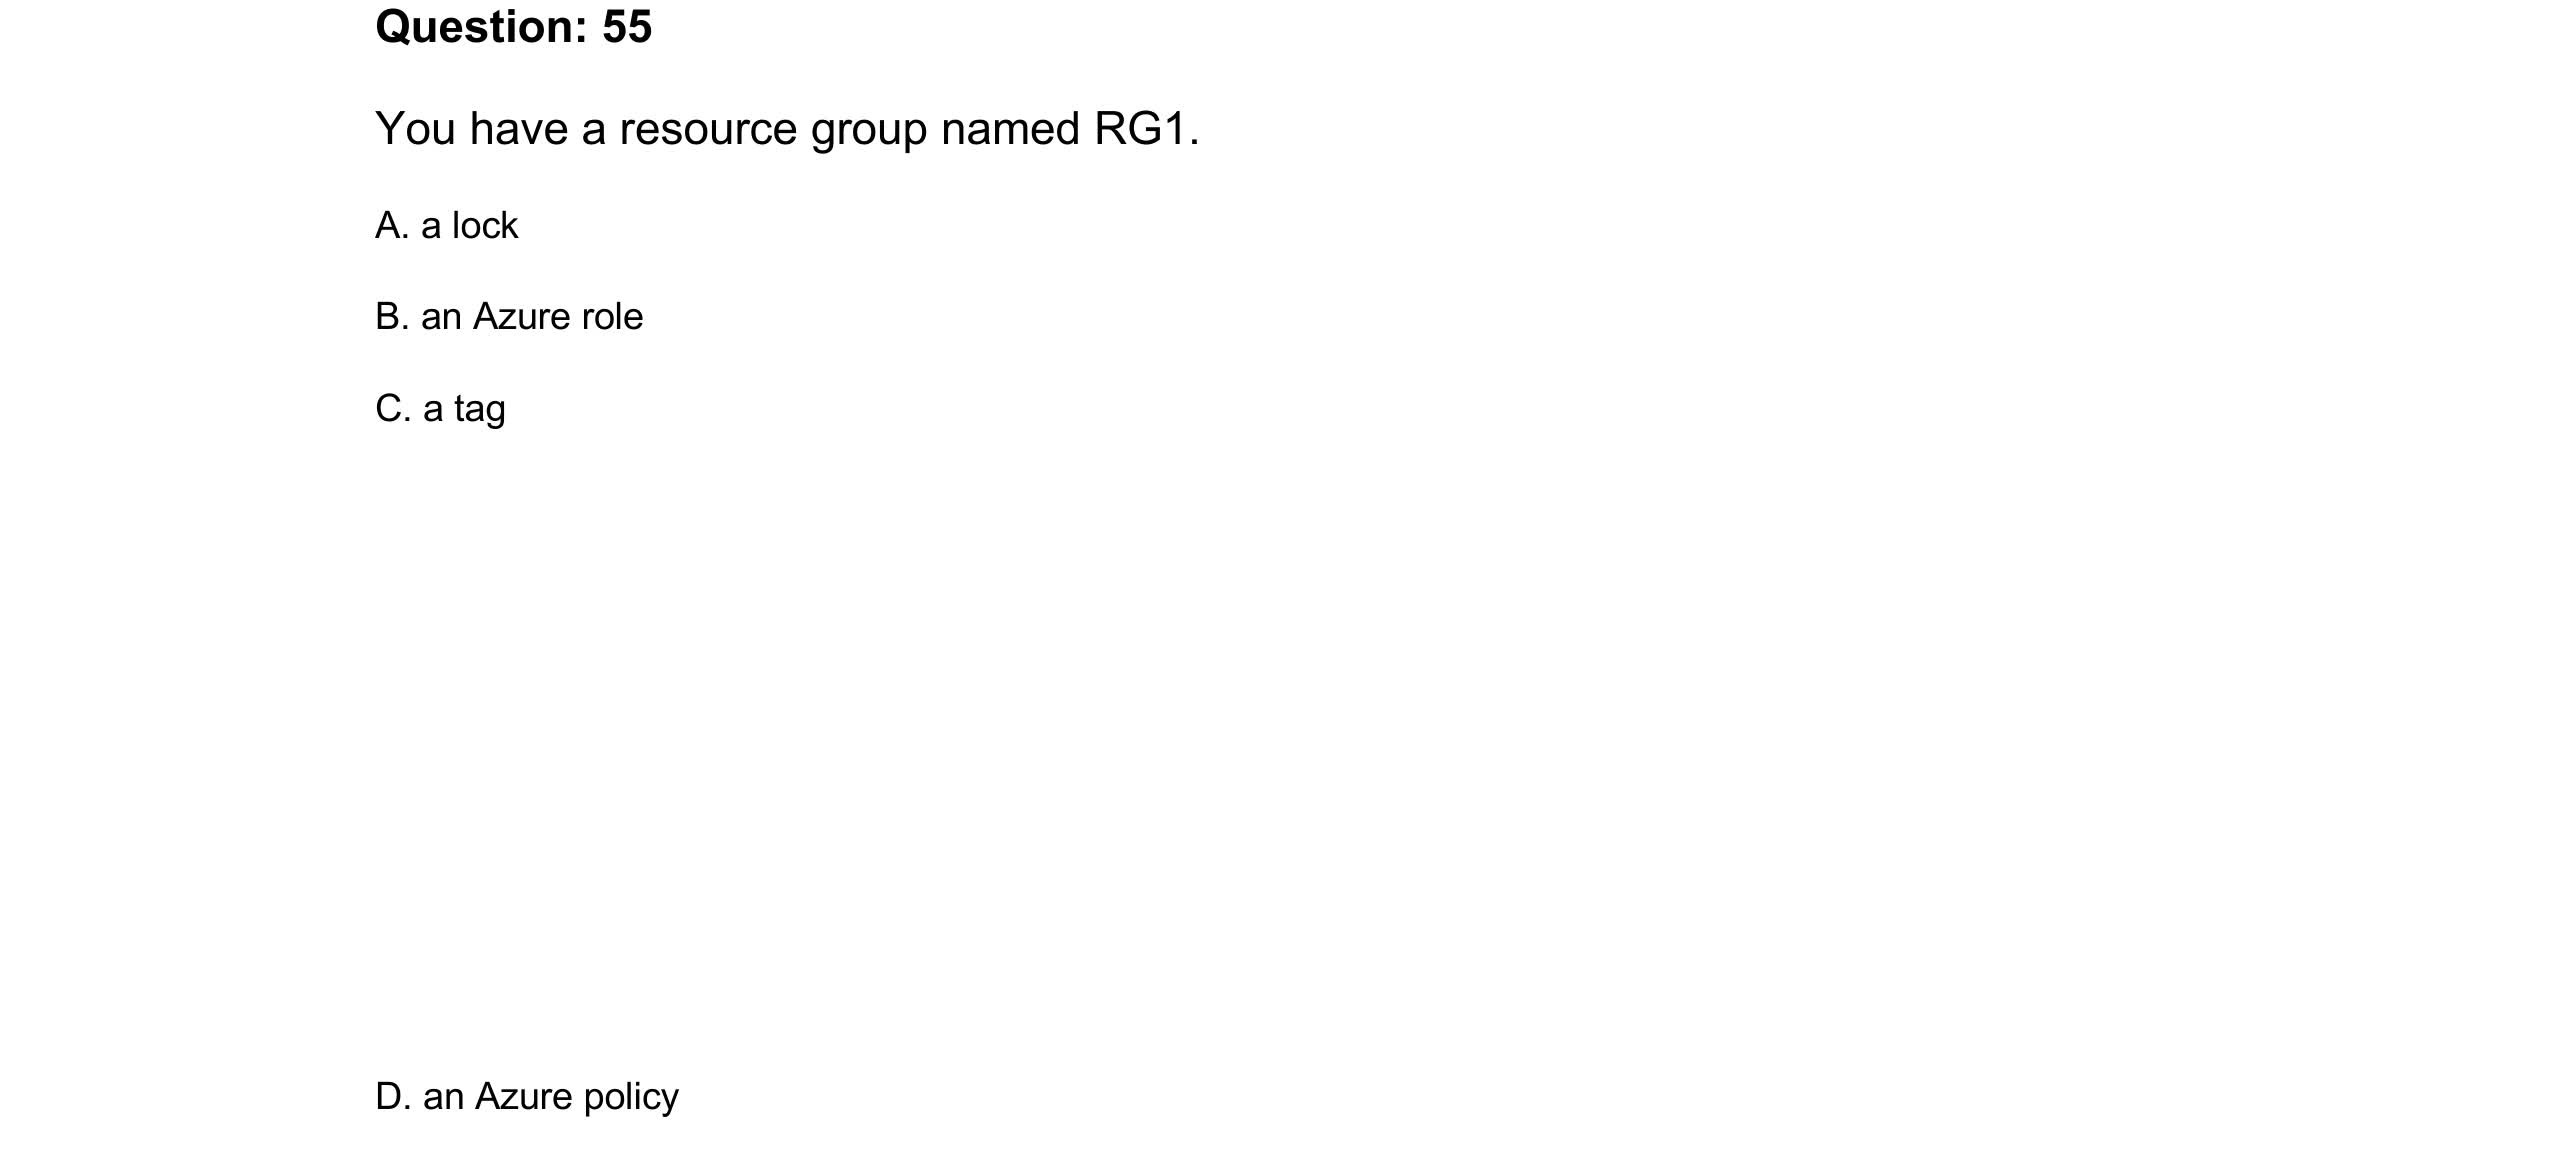 Question: 55
You have a resource group named RG1.
A. a lock
B. an Azure role
C. a tag
D. an Azure policy